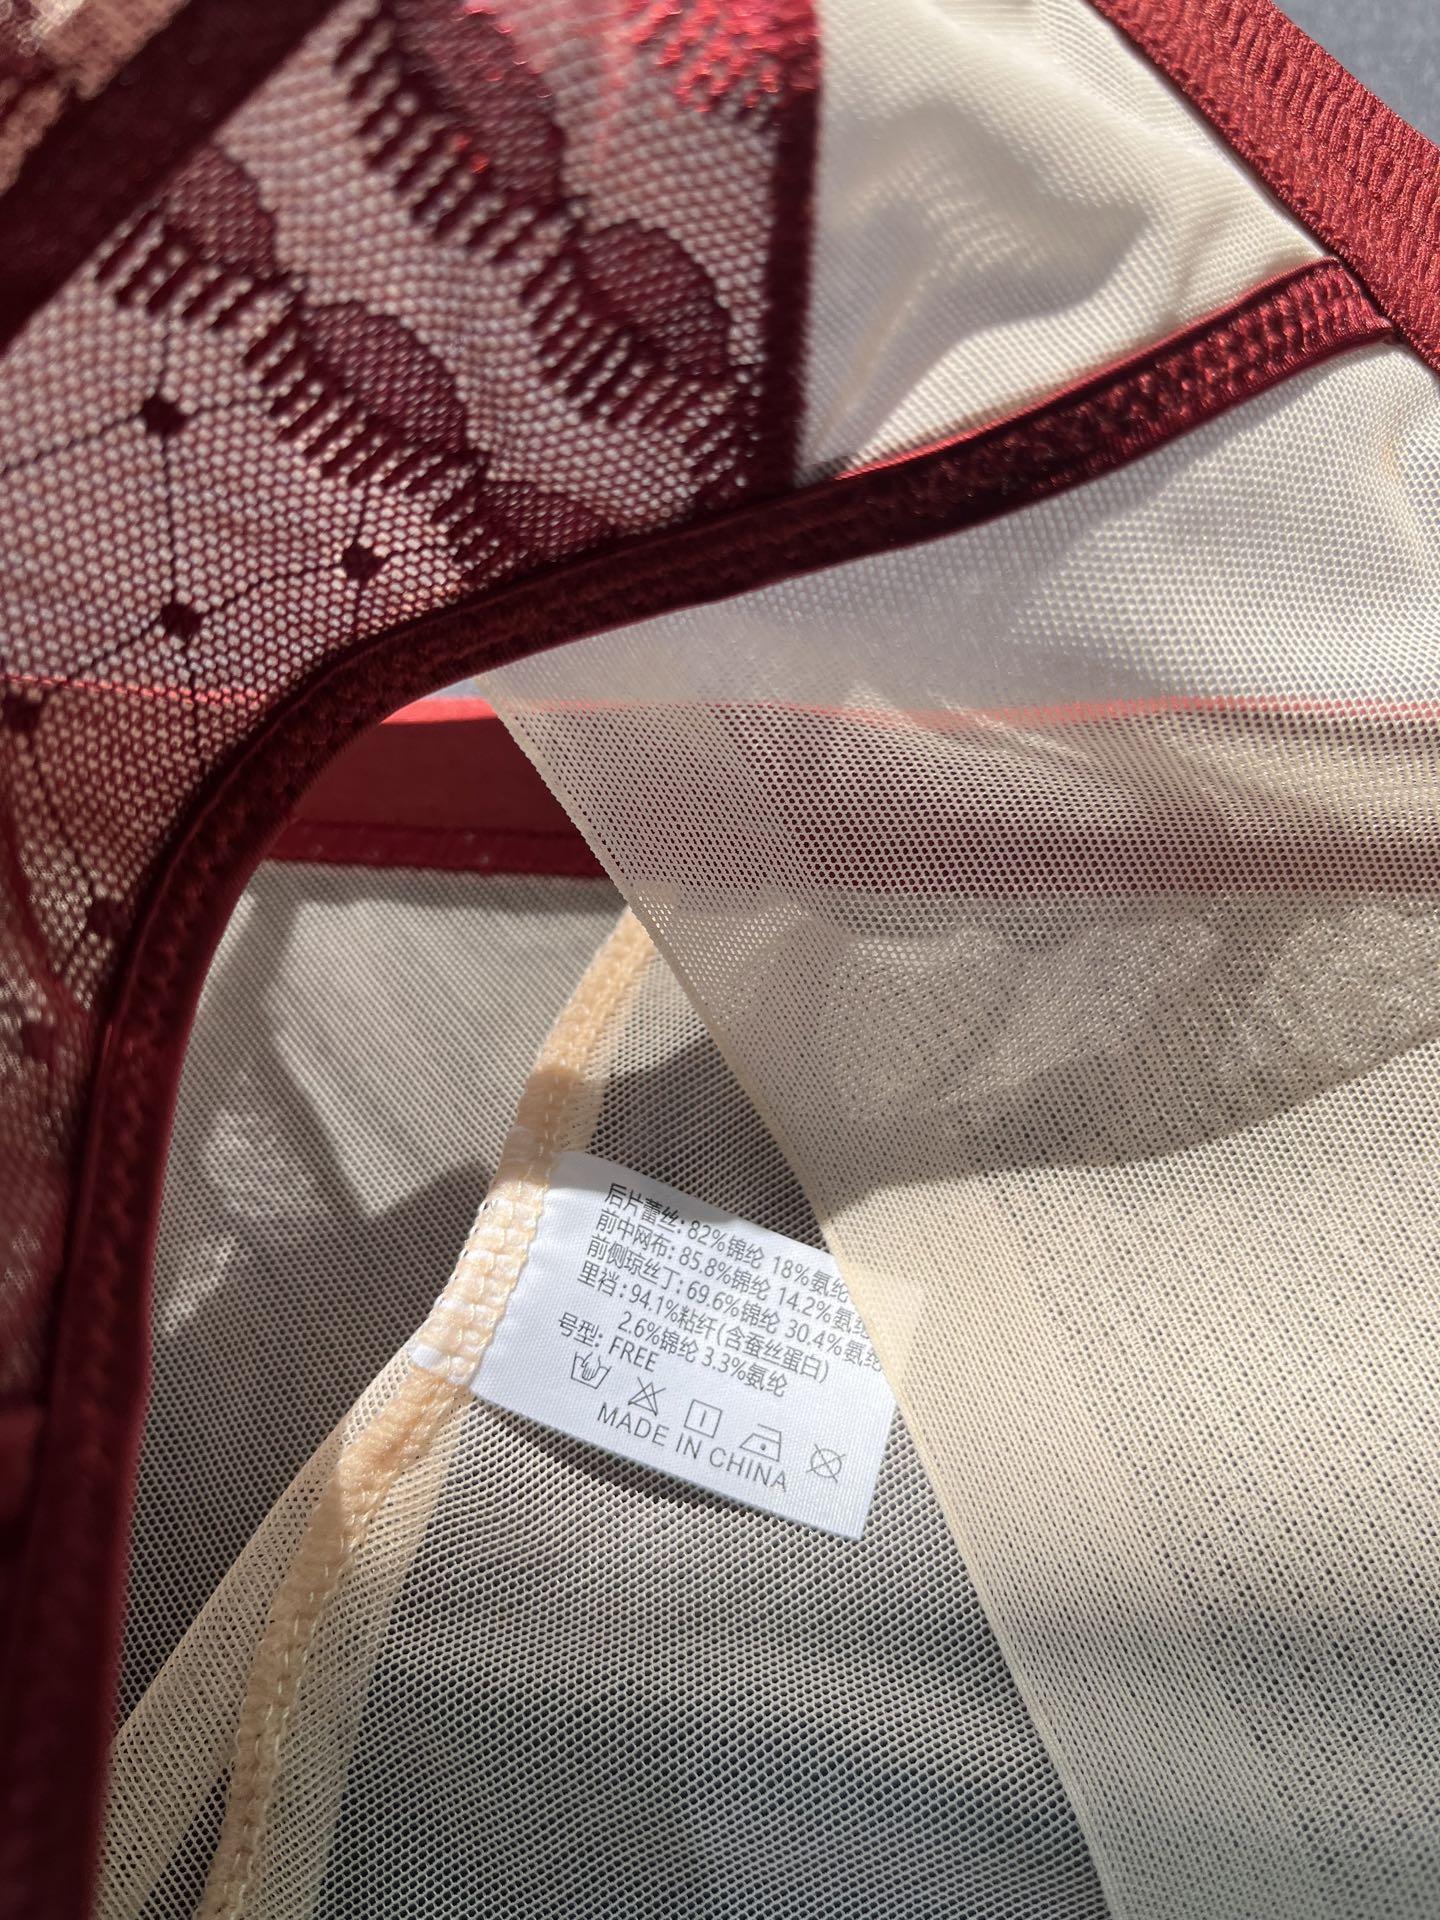 后片蕾丝: 82%锦纶 18%氨纶
前中网布: 85.8%锦纶 14.2%氨纶
前侧琼丝丁: 69.6%锦纶 30.4%氨纶
里裆: 94.1%粘纤(含蚕丝蛋白)
2.6%锦纶 3.3%氨纶
号型: FREE
MADE IN CHINA